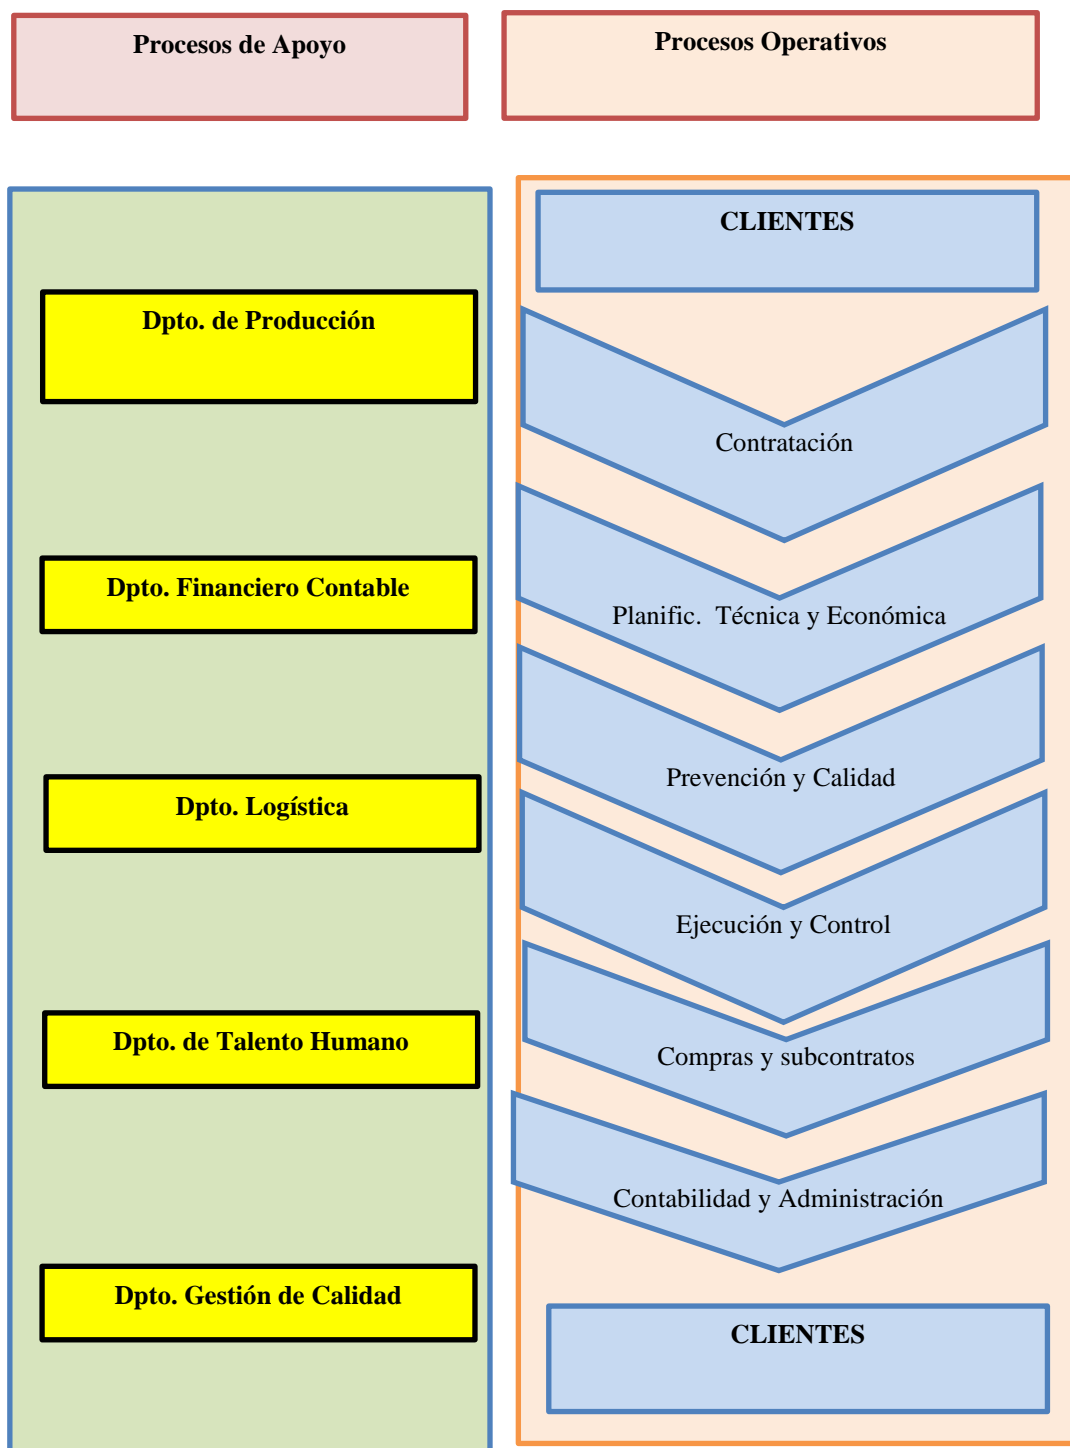 Procesos de Apoyo
Procesos Operativos
Dpto. de Producción
Dpto. Financiero Contable
Dpto. Logística
Dpto. de Talento Humano
Dpto. Gestión de Calidad
CLIENTES
Contratación
Planific.  Técnica y Económica
Prevención y Calidad
Ejecución y Control
Compras y subcontratos
Contabilidad y Administración
CLIENTES